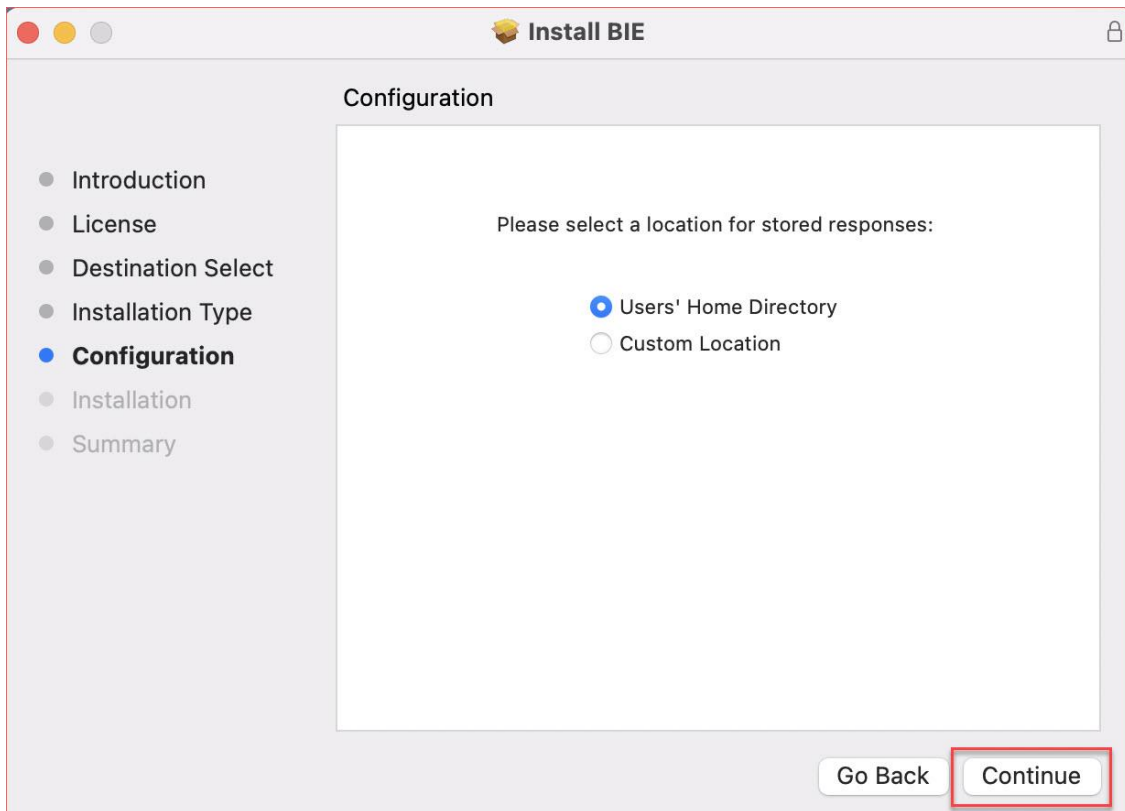 Install BIE
Configuration
Introduction
License
Destination Select
Installation Type
Configuration
Installation
Summary
Please select a location for stored responses:
Users' Home Directory
Custom Location
Go Back
Continue